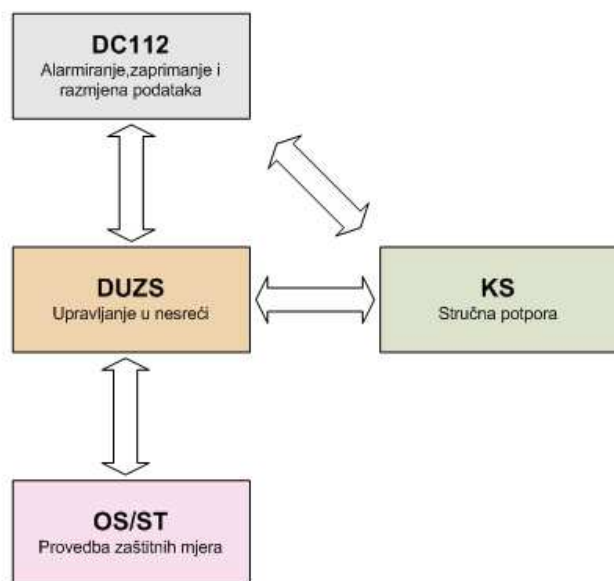 DC112
Alarmiranje,zaprimanje i
razmjena podataka
DUZS
Upravljanje u nesreći
KS
Stručna potpora
OS/ST
Provedba zaštitnih mjera